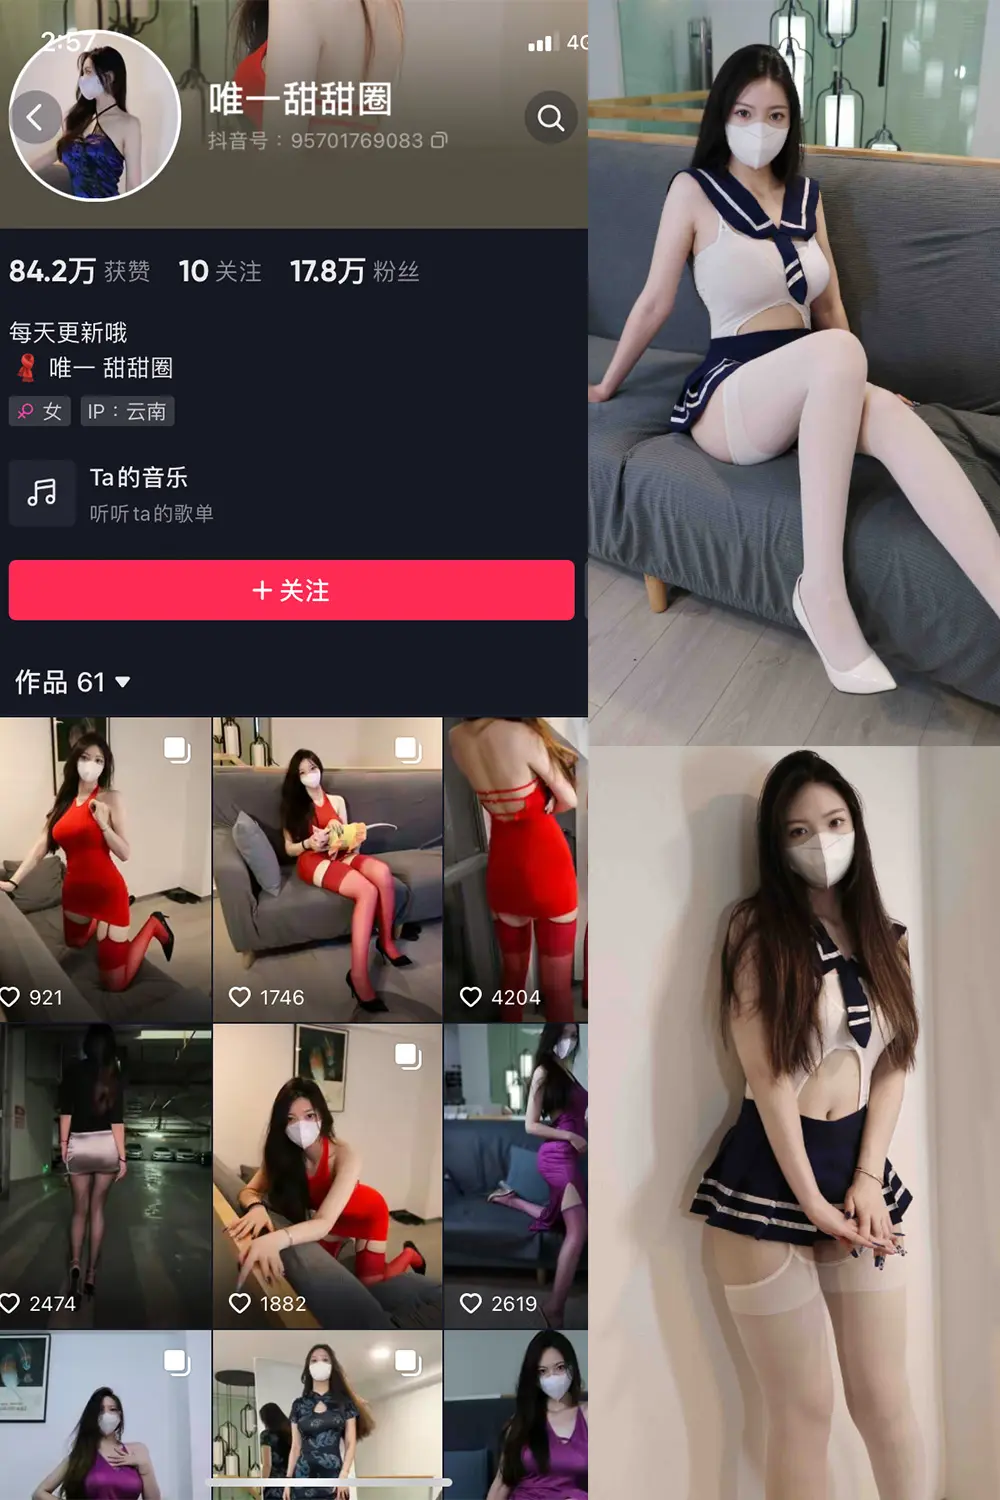 2:57
4G
唯一甜甜圈
抖音号：95701769083
84.2万 获赞 10 关注 17.8万 粉丝
每天更新哦
唯一 甜甜圈
女 IP：云南
Ta的音乐
听听ta的歌单
＋关注
作品 61
921 1746 4204
2474 1882 2619